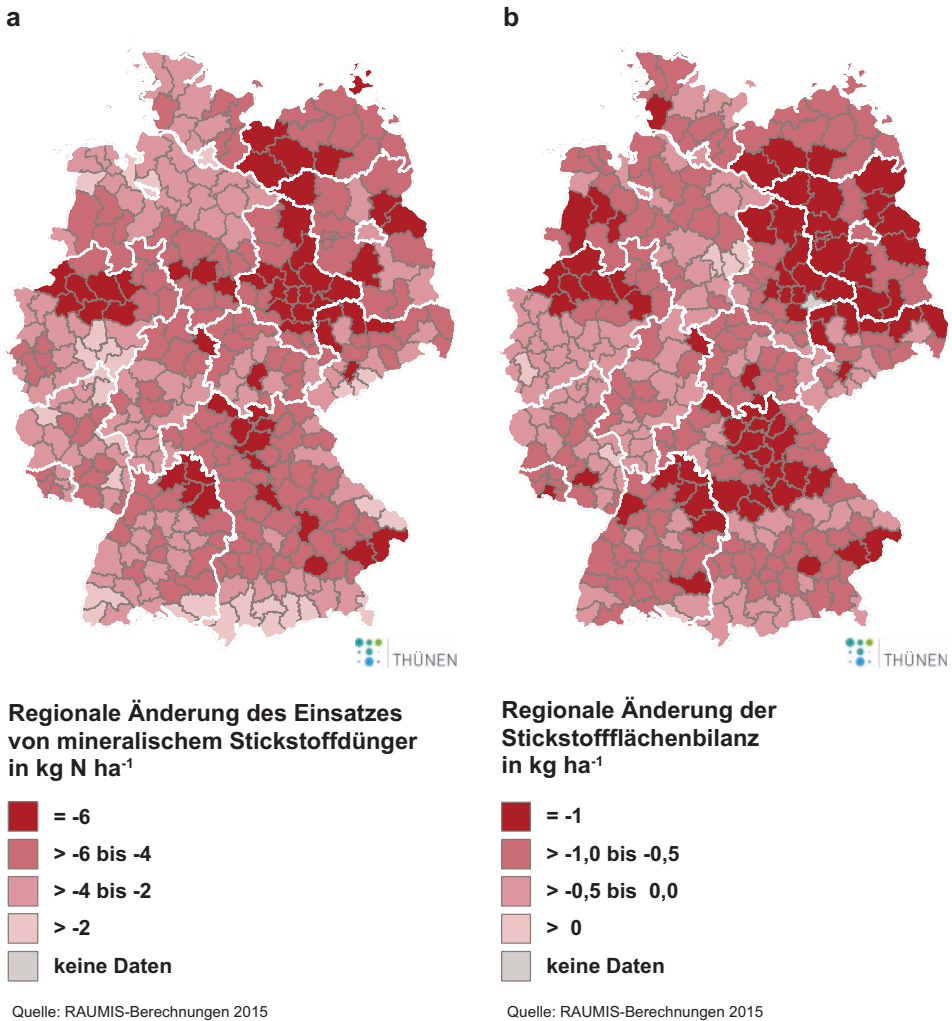 a
b
THÜNEN
THÜNEN
Regionale Änderung des Einsatzes
von mineralischem Stickstoffdünger
in kg N ha⁻¹
= -6
> -6 bis -4
> -4 bis -2
> -2
keine Daten
Quelle: RAUMIS-Berechnungen 2015
Regionale Änderung der
Stickstoffflächenbilanz
in kg ha⁻¹
= -1
> -1,0 bis -0,5
> -0,5 bis 0,0
> 0
keine Daten
Quelle: RAUMIS-Berechnungen 2015